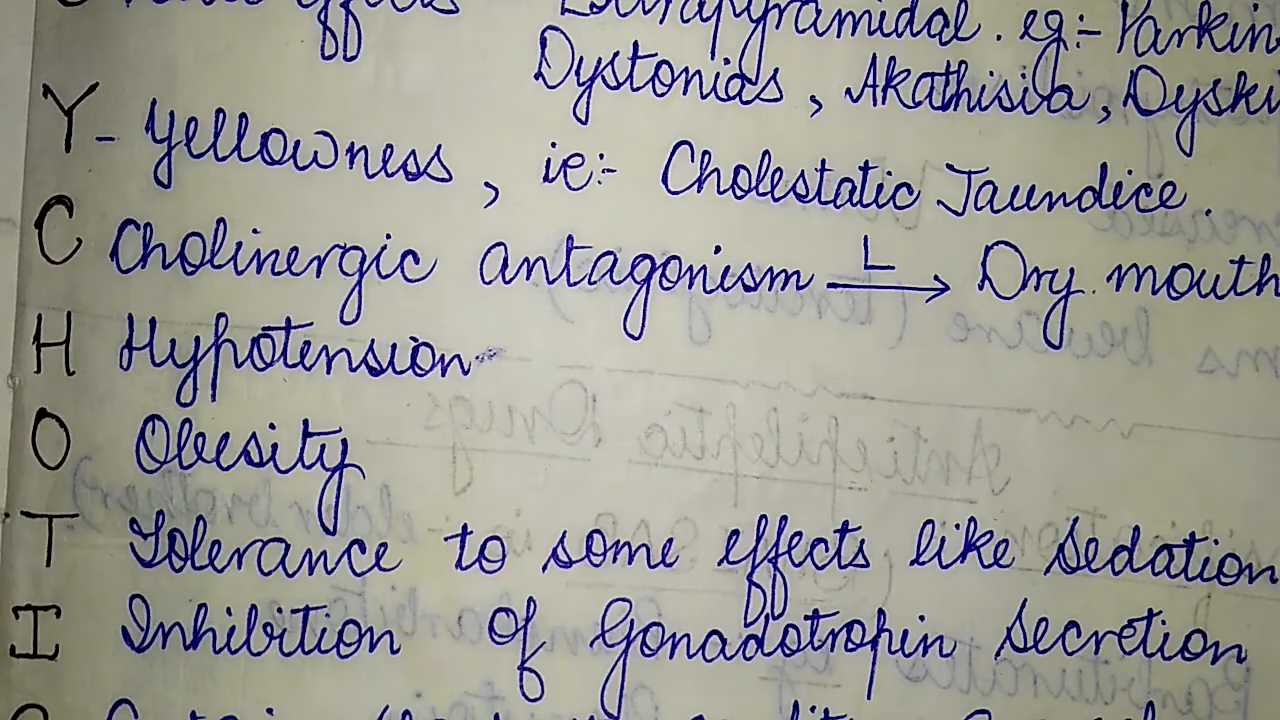 effects Extrapyramidal. eg:- Parkin
Dystonias, Akathisia, Dyski
Y - Yellowness, ie:- Cholestatic Jaundice.
C Cholinergic antagonism L→ Dry mouth
H Hypotension
O Obesity
T Tolerance to some effects like Sedation
I Inhibition of Gonadotropin Secretion